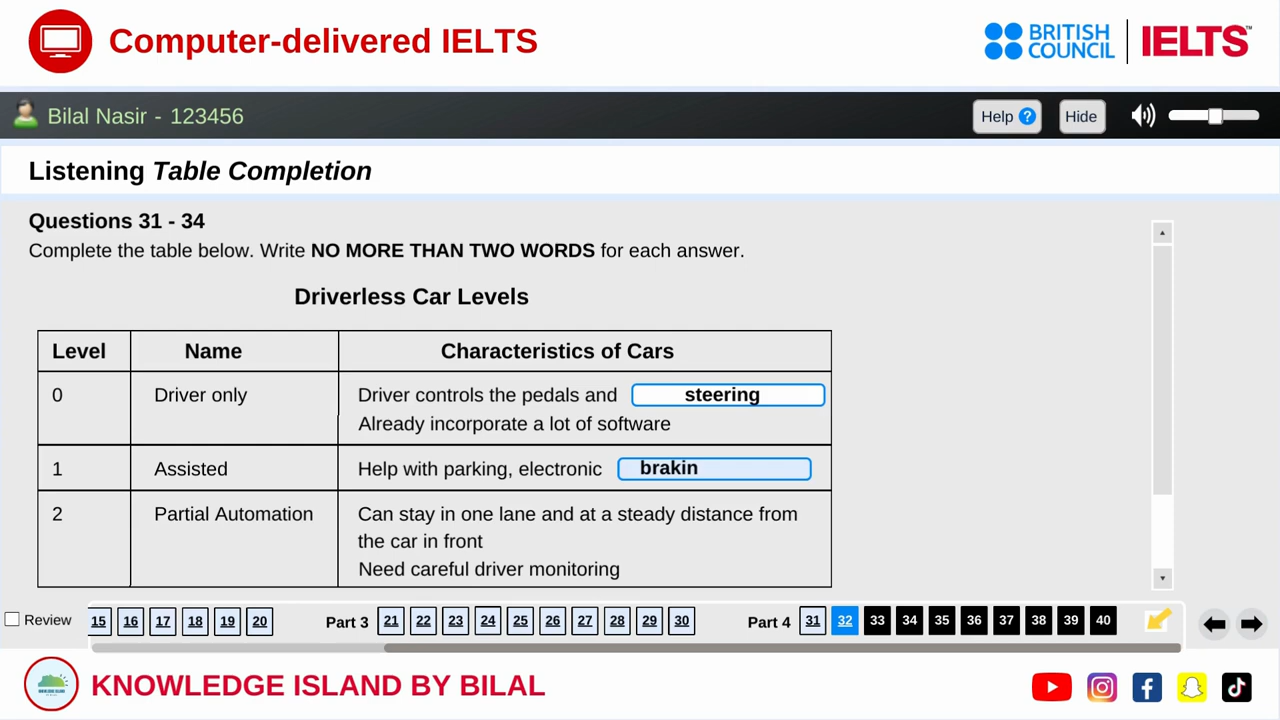 Computer-delivered IELTS
BRITISH
COUNCIL
IELTS™
Bilal Nasir - 123456
Help ?
Hide
Listening Table Completion
Questions 31 - 34
Complete the table below. Write NO MORE THAN TWO WORDS for each answer.
Driverless Car Levels
Level Name Characteristics of Cars
0 Driver only Driver controls the pedals and steering
Already incorporate a lot of software
1 Assisted Help with parking, electronic brakin
2 Partial Automation Can stay in one lane and at a steady distance from
the car in front
Need careful driver monitoring
Review 15 16 17 18 19 20 Part 3 21 22 23 24 25 26 27 28 29 30 Part 4 31 32 33 34 35 36 37 38 39 40
KNOWLEDGE ISLAND BY BILAL